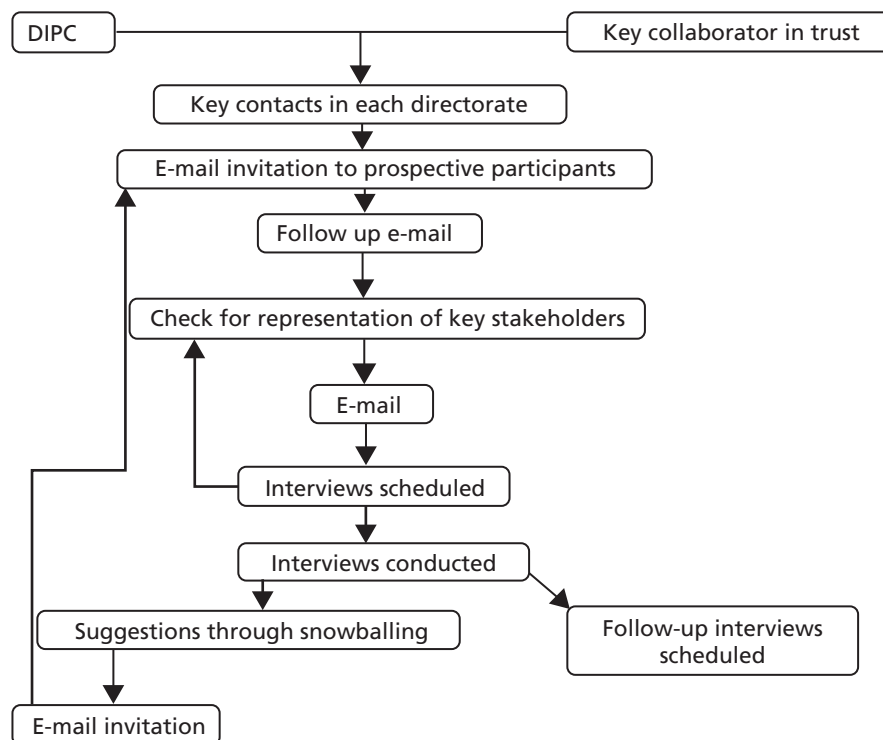 DIPC
Key collaborator in trust
Key contacts in each directorate
E-mail invitation to prospective participants
Follow up e-mail
Check for representation of key stakeholders
E-mail
Interviews scheduled
Interviews conducted
Suggestions through snowballing
Follow-up interviews
scheduled
E-mail invitation